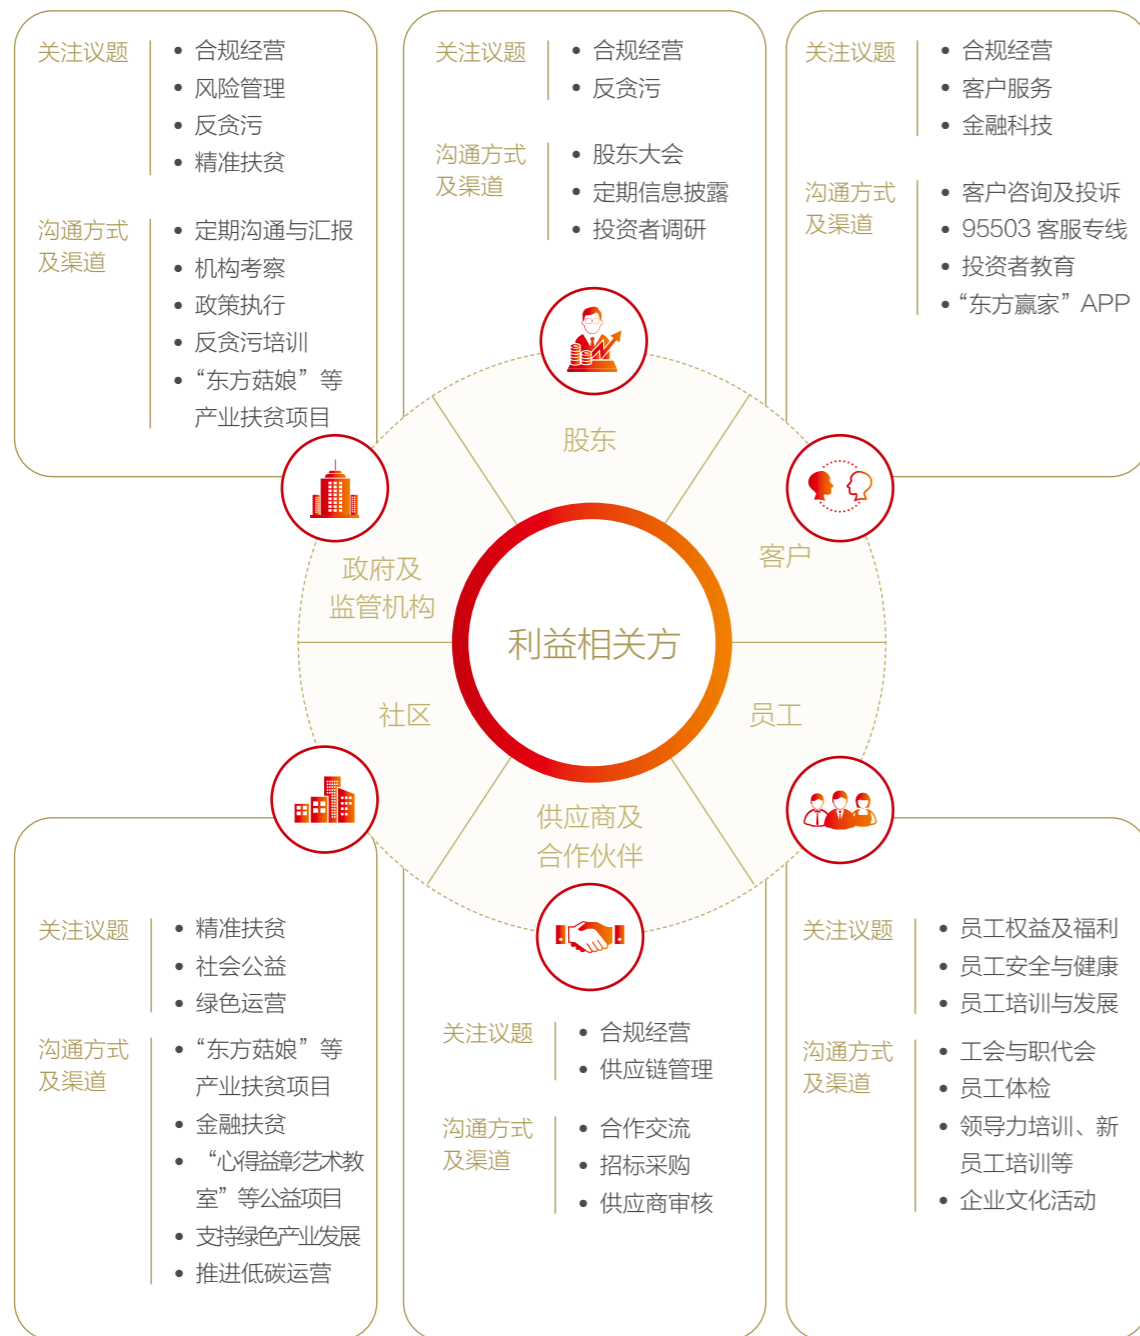 关注议题
• 合规经营
• 风险管理
• 反贪污
• 精准扶贫
沟通方式
及渠道
• 定期沟通与汇报
• 机构考察
• 政策执行
• 反贪污培训
• “东方菇娘”等
产业扶贫项目
关注议题
• 合规经营
• 反贪污
沟通方式
及渠道
• 股东大会
• 定期信息披露
• 投资者调研
关注议题
• 合规经营
• 客户服务
• 金融科技
沟通方式
及渠道
• 客户咨询及投诉
• 95503 客服专线
• 投资者教育
• “东方赢家”APP
股东
政府及
监管机构
客户
利益相关方
社区
员工
供应商及
合作伙伴
关注议题
• 精准扶贫
• 社会公益
• 绿色运营
沟通方式
及渠道
• “东方菇娘”等
产业扶贫项目
• 金融扶贫
• “心得益彰艺术教
室”等公益项目
• 支持绿色产业发展
• 推进低碳运营
关注议题
• 合规经营
• 供应链管理
沟通方式
及渠道
• 合作交流
• 招标采购
• 供应商审核
关注议题
• 员工权益及福利
• 员工安全与健康
• 员工培训与发展
沟通方式
及渠道
• 工会与职代会
• 员工体检
• 领导力培训、新
员工培训等
• 企业文化活动